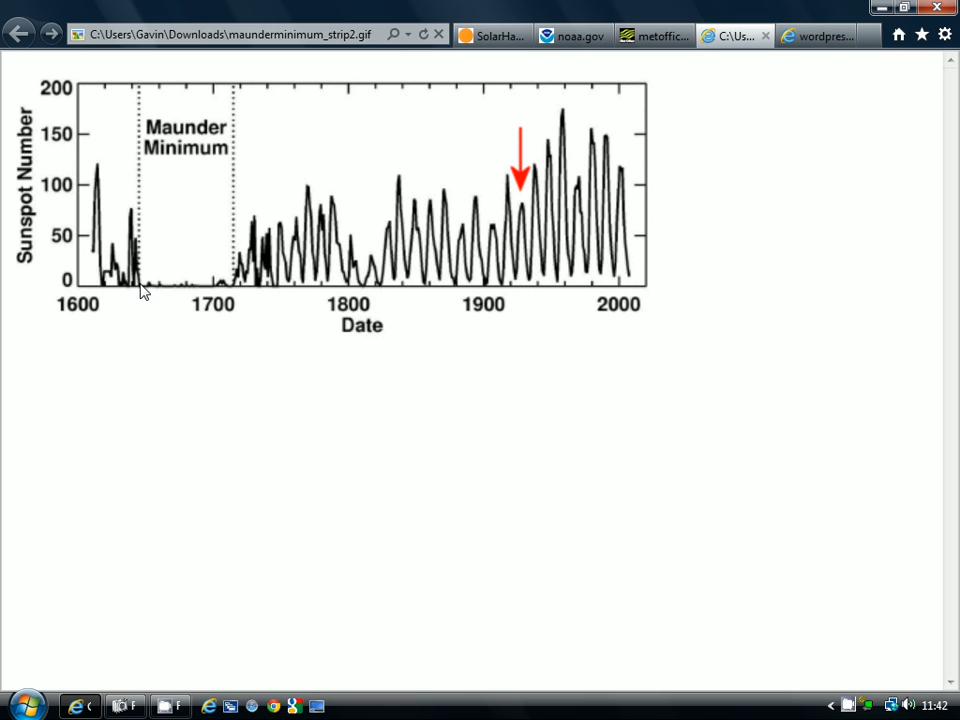 C:\Users\Gavin\Downloads\maunderminimum_strip2.gif
SolarHa...
noaa.gov
metoffic...
C:\Us...
wordpres...
200
150
100
50
0
Sunspot Number
Maunder
Minimum
1600 1700 1800 1900 2000
Date
11:42